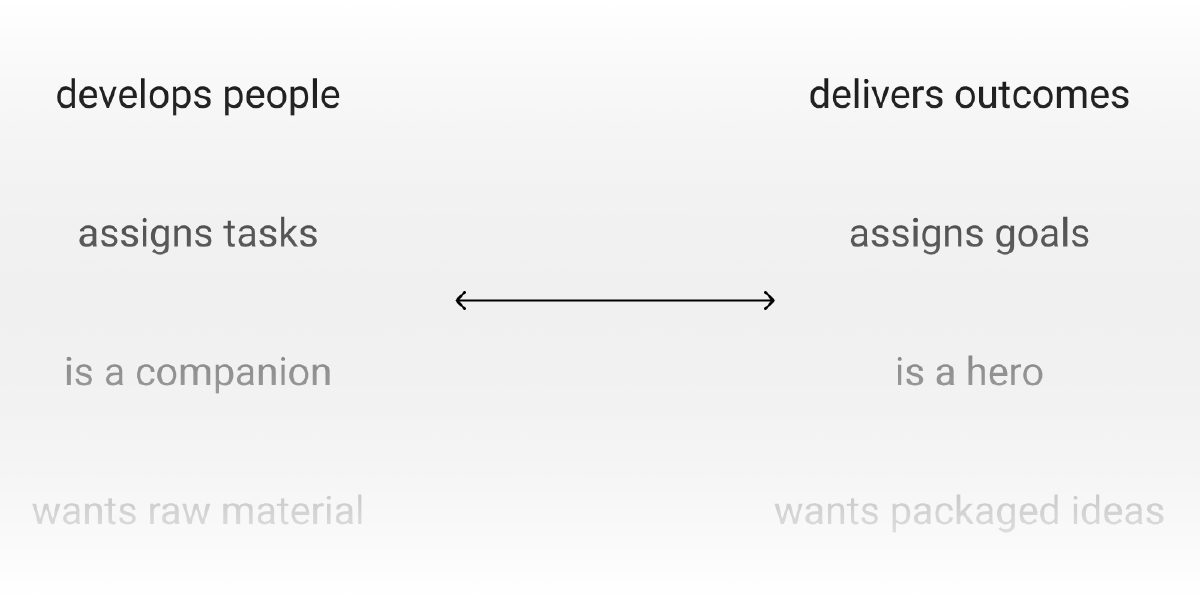 develops people
delivers outcomes
assigns tasks
assigns goals
is a companion
is a hero
wants raw material
wants packaged ideas